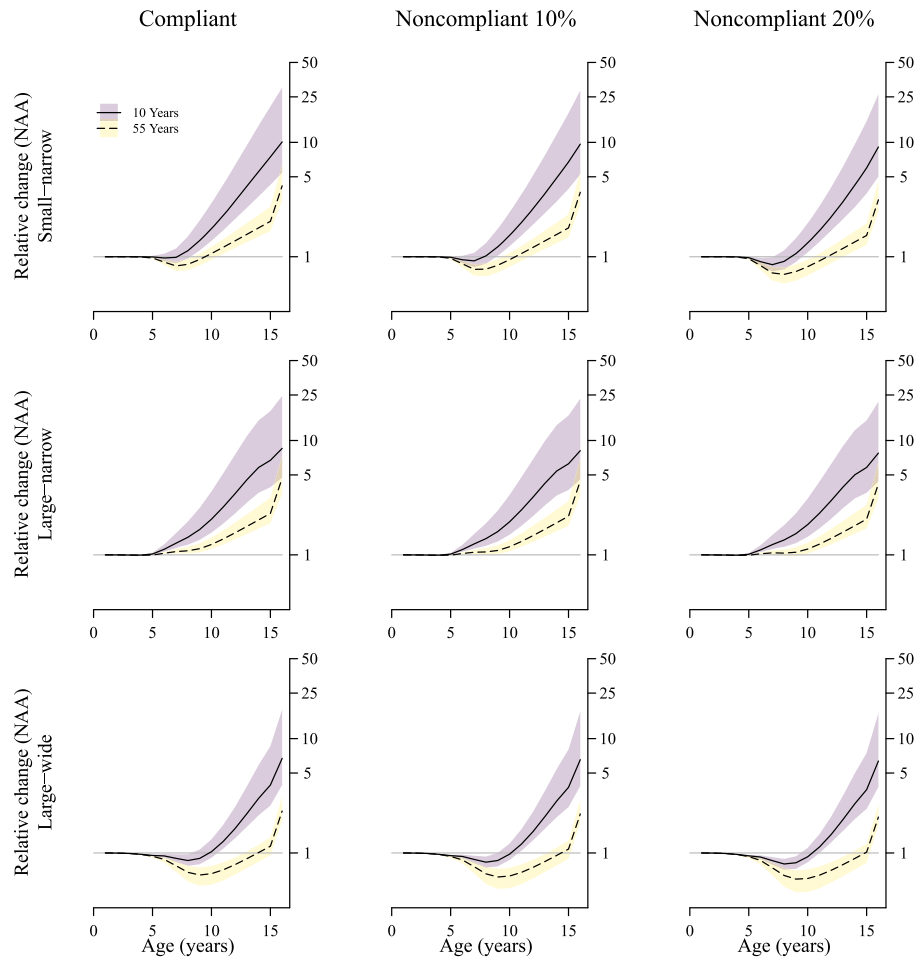 Compliant
Noncompliant 10%
Noncompliant 20%
Relative change (NAA)
Small−narrow
10 Years
55 Years
50
25
10
5
1
0 5 10 15
50
25
10
5
1
0 5 10 15
50
25
10
5
1
0 5 10 15
Relative change (NAA)
Large−narrow
50
25
10
5
1
0 5 10 15
50
25
10
5
1
0 5 10 15
50
25
10
5
1
0 5 10 15
Relative change (NAA)
Large−wide
50
25
10
5
1
0 5 10 15
Age (years)
50
25
10
5
1
0 5 10 15
Age (years)
50
25
10
5
1
0 5 10 15
Age (years)